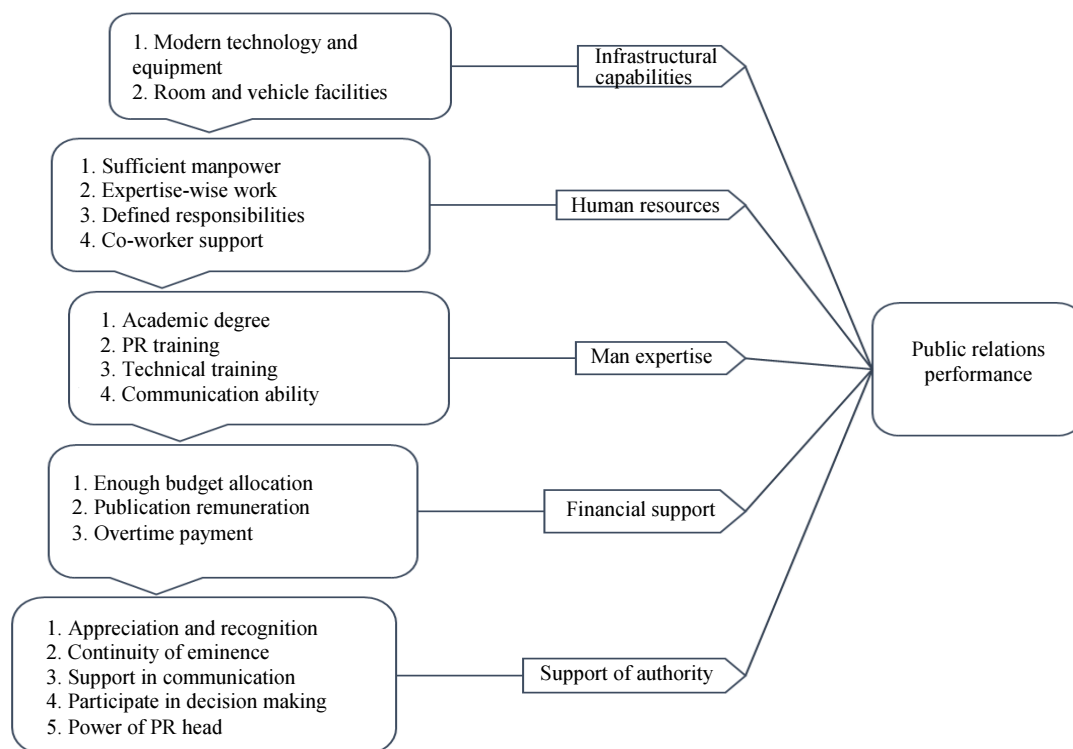 1. Modern technology and
equipment
2. Room and vehicle facilities
Infrastructural
capabilities
1. Sufficient manpower
2. Expertise-wise work
3. Defined responsibilities
4. Co-worker support
Human resources
1. Academic degree
2. PR training
3. Technical training
4. Communication ability
Man expertise
Public relations
performance
1. Enough budget allocation
2. Publication remuneration
3. Overtime payment
Financial support
1. Appreciation and recognition
2. Continuity of eminence
3. Support in communication
4. Participate in decision making
5. Power of PR head
Support of authority